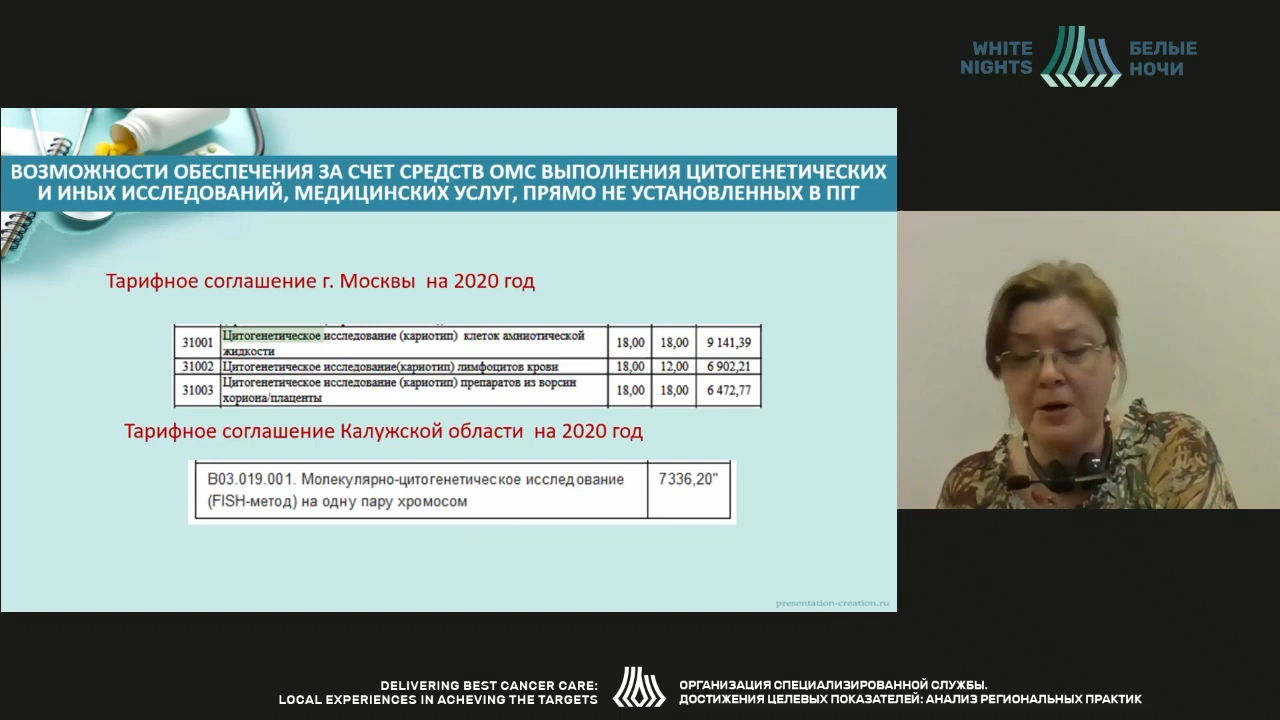 WHITE
NIGHTS
БЕЛЫЕ
НОЧИ
ВОЗМОЖНОСТИ ОБЕСПЕЧЕНИЯ ЗА СЧЕТ СРЕДСТВ ОМС ВЫПОЛНЕНИЯ ЦИТОГЕНЕТИЧЕСКИХ
И ИНЫХ ИССЛЕДОВАНИЙ, МЕДИЦИНСКИХ УСЛУГ, ПРЯМО НЕ УСТАНОВЛЕННЫХ В ПГГ
Тарифное соглашение г. Москвы на 2020 год
31001 Цитогенетическое исследование (кариотип) клеток амниотической
жидкости 18,00 18,00 9 141,39
31002 Цитогенетическое исследование(кариотип) лимфоцитов крови 18,00 12,00 6 902,21
31003 Цитогенетическое исследование (кариотип) препаратов из ворсин
хориона/плаценты 18,00 18,00 6 472,77
Тарифное соглашение Калужской области на 2020 год
B03.019.001. Молекулярно-цитогенетическое исследование 7336,20"
(FISH-метод) на одну пару хромосом
presentation-creation.ru
DELIVERING BEST CANCER CARE:
LOCAL EXPERIENCES IN ACHEVING THE TARGETS
ОРГАНИЗАЦИЯ СПЕЦИАЛИЗИРОВАННОЙ СЛУЖБЫ.
ДОСТИЖЕНИЯ ЦЕЛЕВЫХ ПОКАЗАТЕЛЕЙ: АНАЛИЗ РЕГИОНАЛЬНЫХ ПРАКТИК